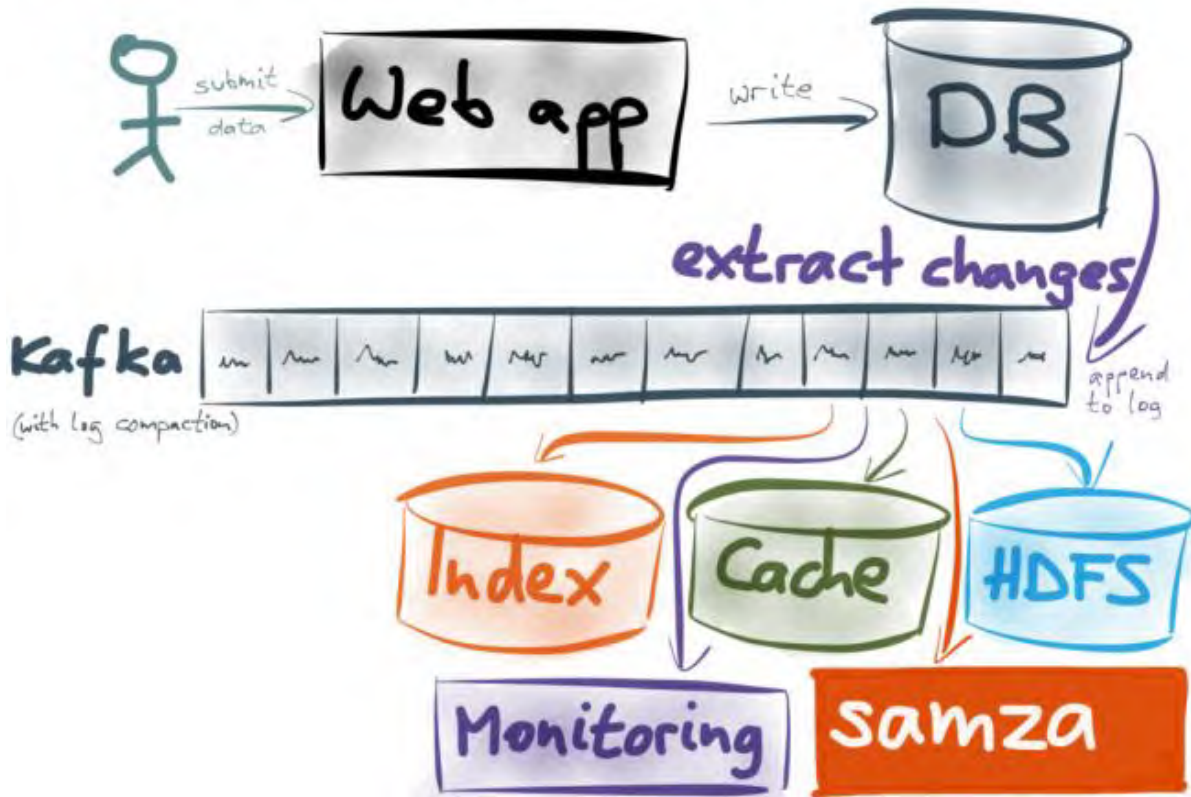 submit
data
Web app
write
DB
extract changes
Kafka
(with log compaction)
append
to log
Index
Cache
HDFS
Monitoring
samza